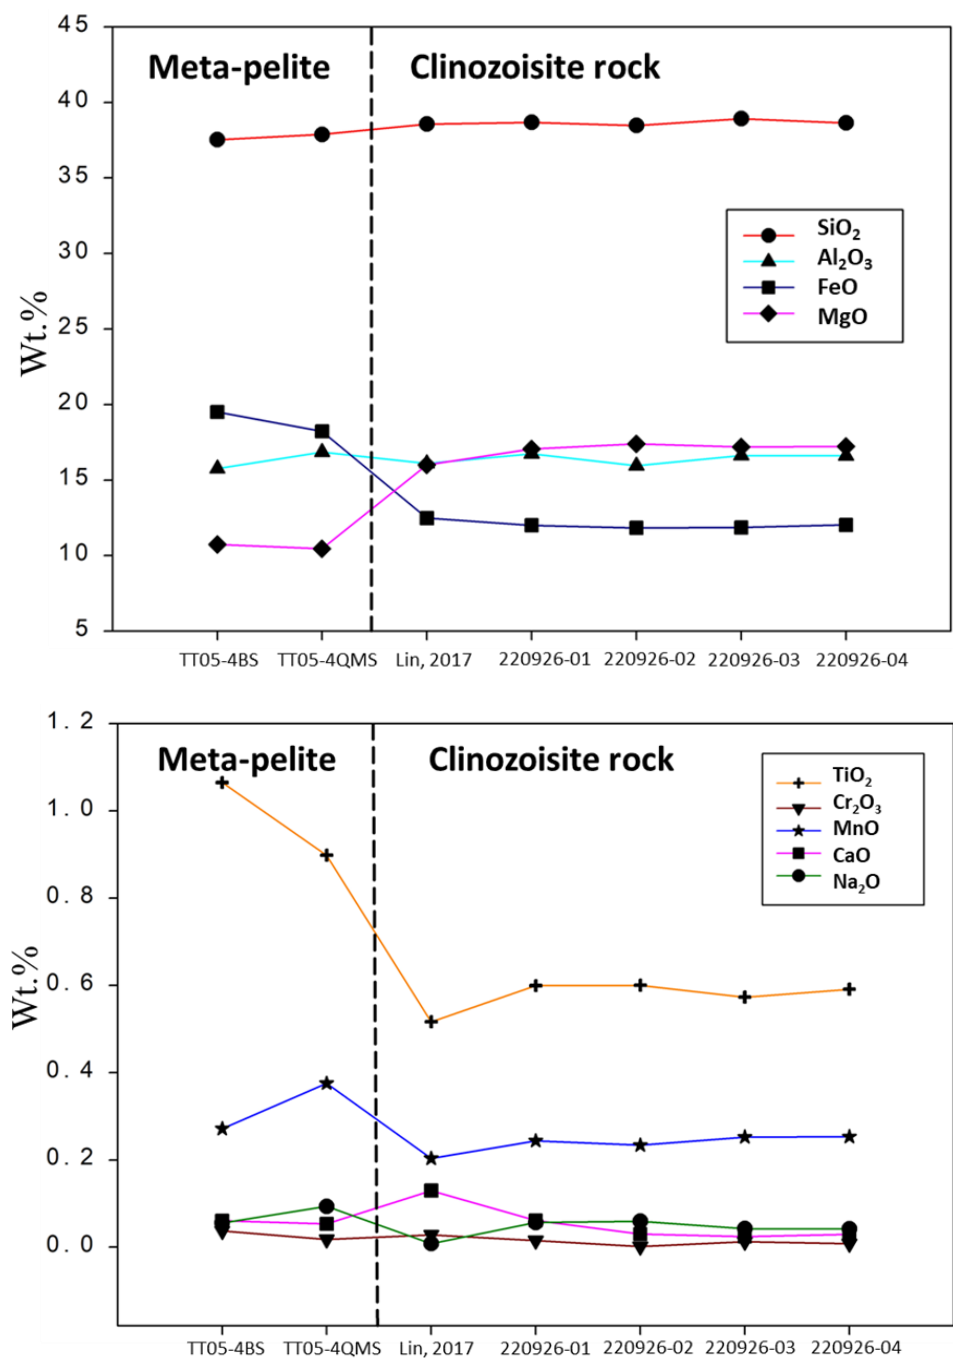 45
Meta-pelite Clinozoisite rock
40
35
30
SiO₂
Al₂O₃
FeO
MgO
25
Wt.%
20
15
10
5
TT05-4BS TT05-4QMS Lin, 2017 220926-01 220926-02 220926-03 220926-04
1.2
Meta-pelite Clinozoisite rock
TiO₂
Cr₂O₃
MnO
CaO
Na₂O
1.0
0.8
Wt.%
0.6
0.4
0.2
0.0
TT05-4BS TT05-4QMS Lin, 2017 220926-01 220926-02 220926-03 220926-04